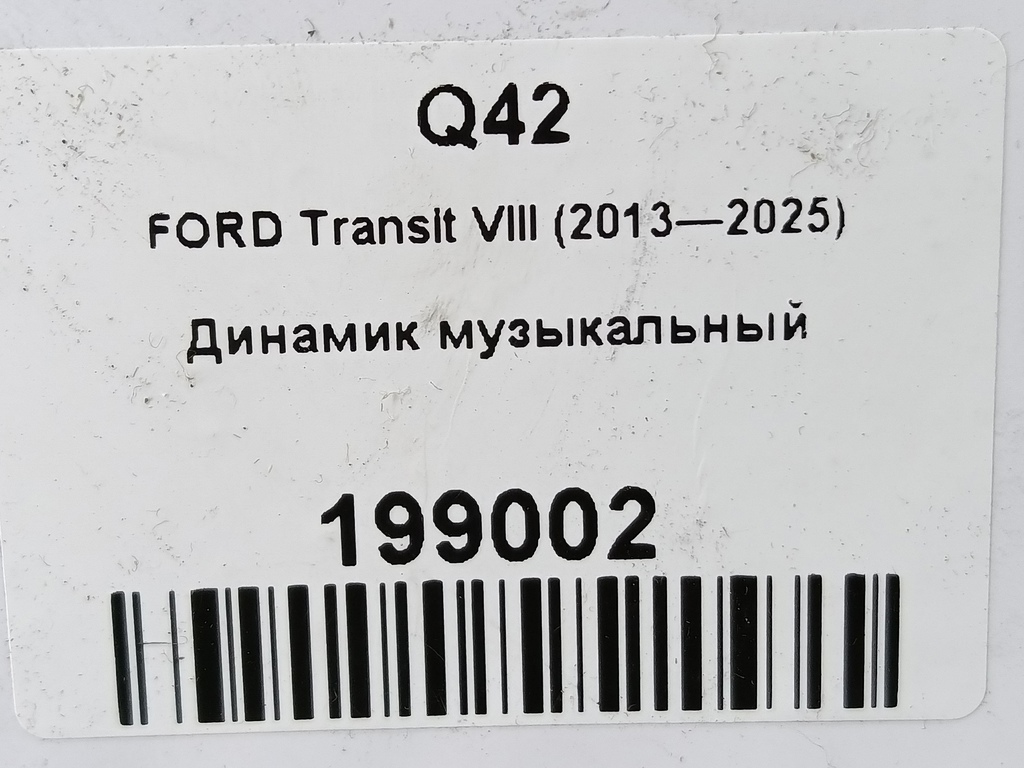 Q42
FORD Transit VIII (2013—2025)
Динамик музыкальный
199002